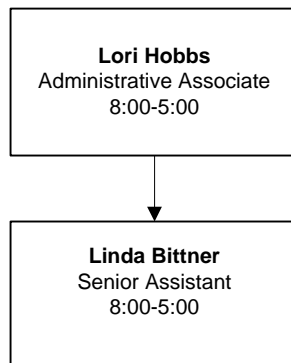 Lori Hobbs
Administrative Associate
8:00-5:00
Linda Bittner
Senior Assistant
8:00-5:00